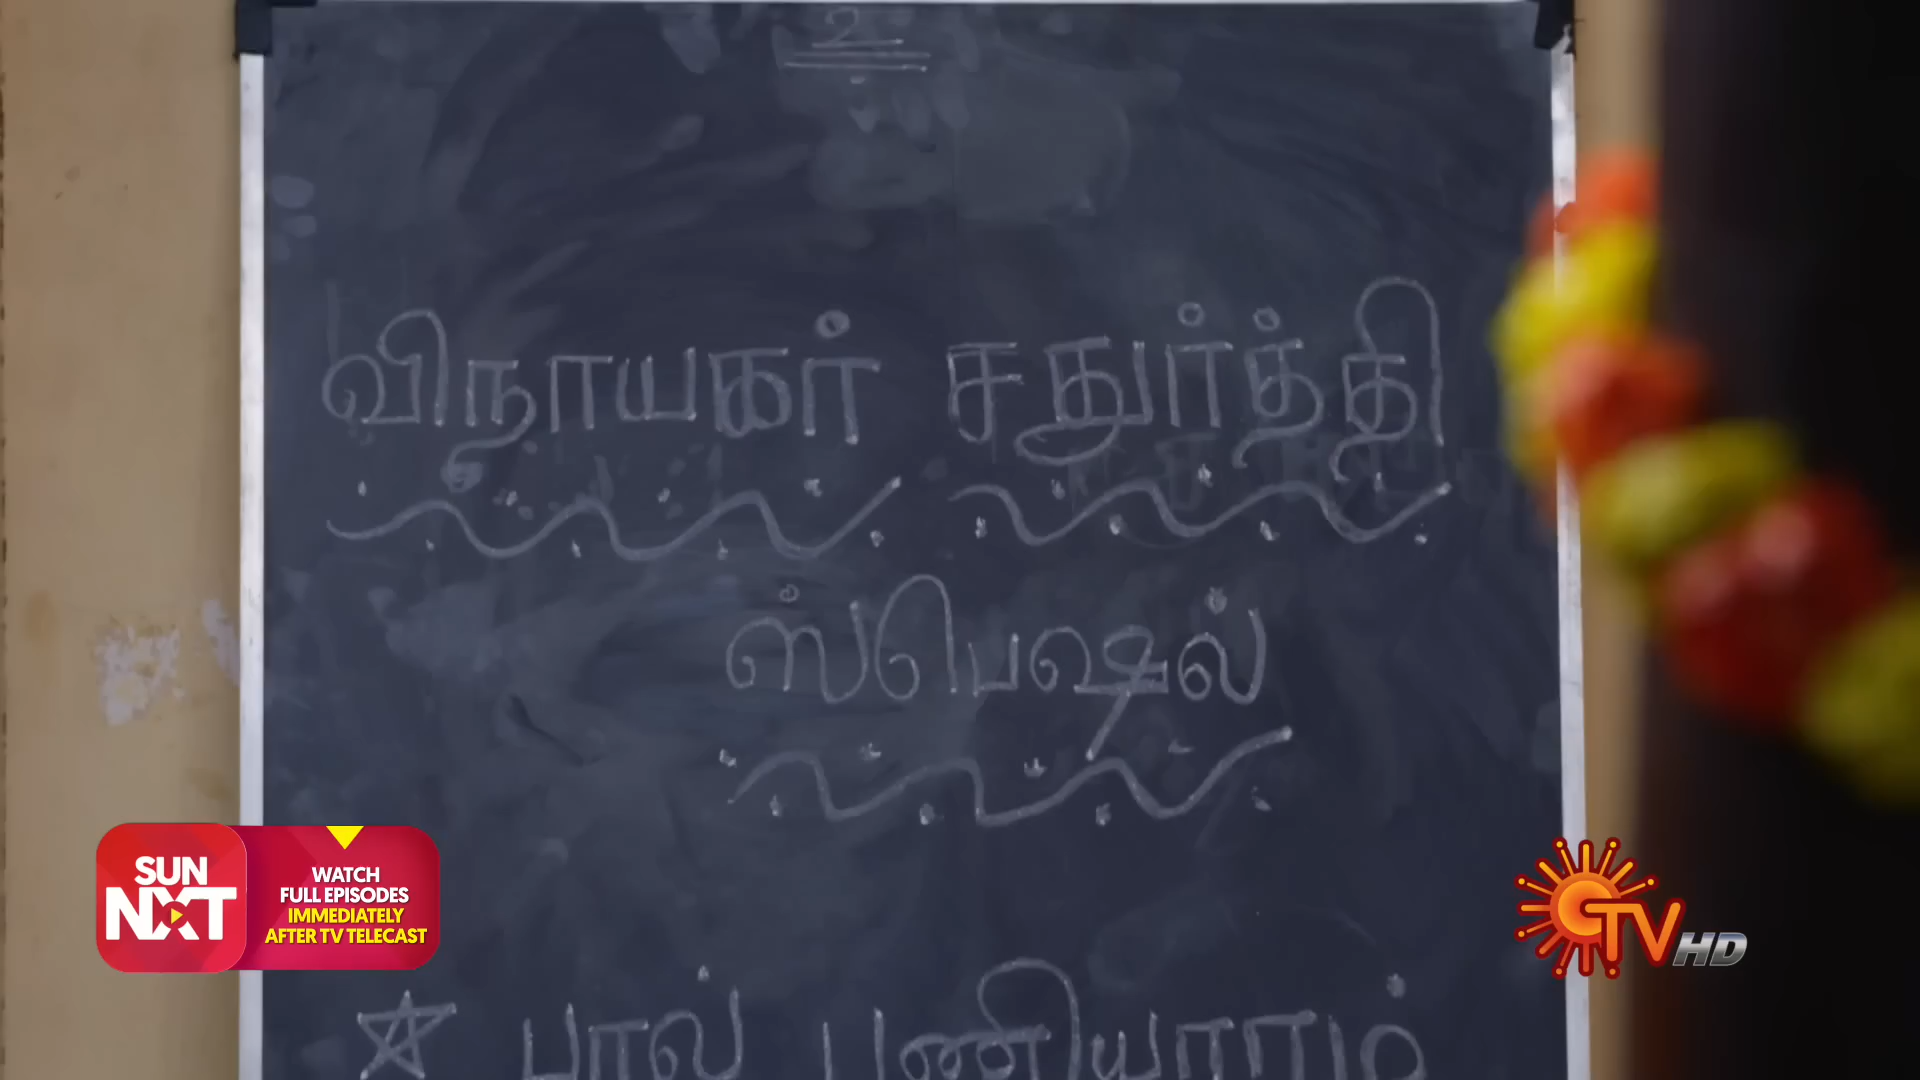 2
விநாயகர் சதுர்த்தி
ஸ்பெஷல்
☆ பால் பணியாரம்
SUN
NXT
WATCH
FULL EPISODES
IMMEDIATELY
AFTER TV TELECAST
TV HD